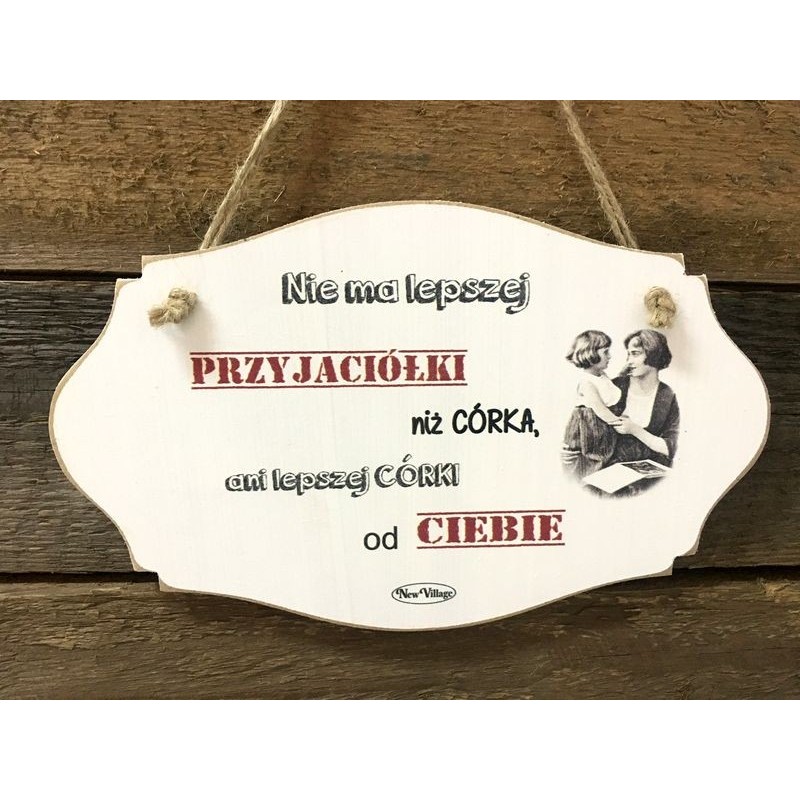 Nie ma lepszej
PRZYJACIÓŁKI
niż CÓRKA,
ani lepszej CÓRKI
od CIEBIE
New Village